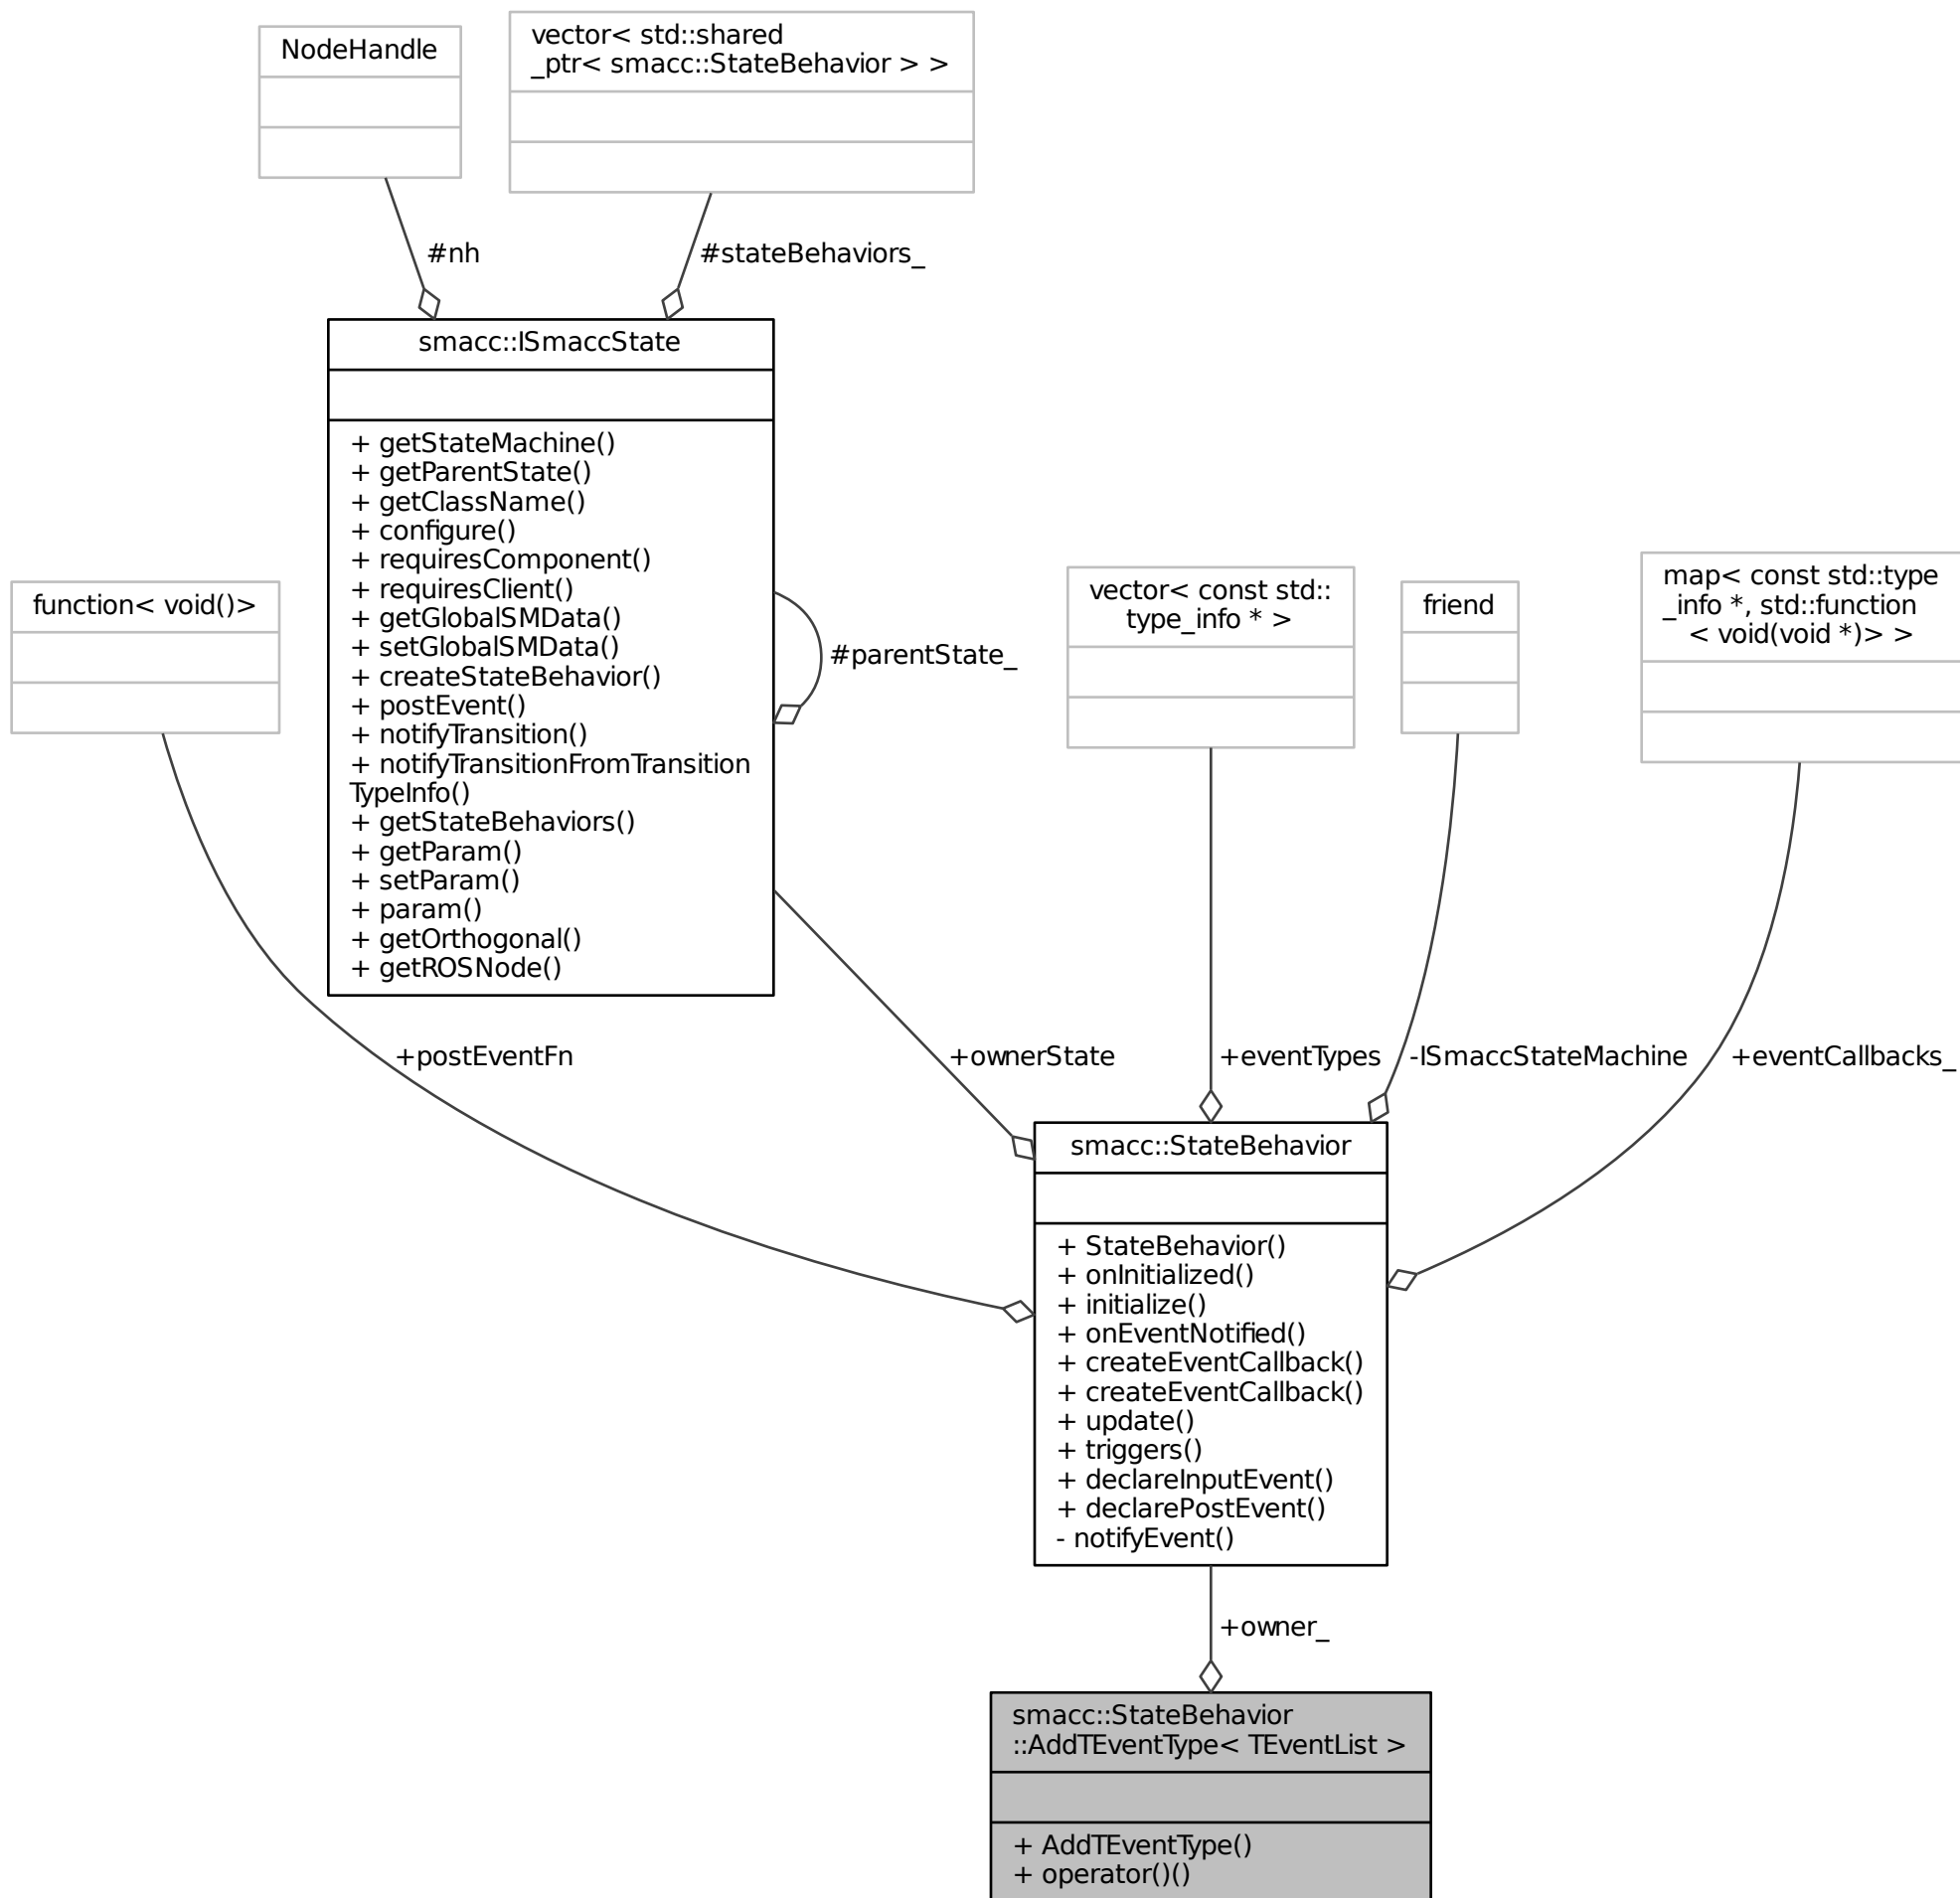 NodeHandle
vector< std::shared
_ptr< smacc::StateBehavior > >
#nh
#stateBehaviors_
smacc::ISmaccState
+ getStateMachine()
+ getParentState()
+ getClassName()
+ configure()
+ requiresComponent()
+ requiresClient()
+ getGlobalSMData()
+ setGlobalSMData()
+ createStateBehavior()
+ postEvent()
+ notifyTransition()
+ notifyTransitionFromTransition
TypeInfo()
+ getStateBehaviors()
+ getParam()
+ setParam()
+ param()
+ getOrthogonal()
+ getROSNode()
#parentState_
function< void()>
vector< const std::
type_info * >
friend
map< const std::type
_info *, std::function
< void(void *)> >
+postEventFn
+ownerState
+eventTypes
-ISmaccStateMachine
+eventCallbacks_
smacc::StateBehavior
+ StateBehavior()
+ onInitialized()
+ initialize()
+ onEventNotified()
+ createEventCallback()
+ createEventCallback()
+ update()
+ triggers()
+ declareInputEvent()
+ declarePostEvent()
- notifyEvent()
+owner_
smacc::StateBehavior
::AddTEventType< TEventList >
+ AddTEventType()
+ operator()()